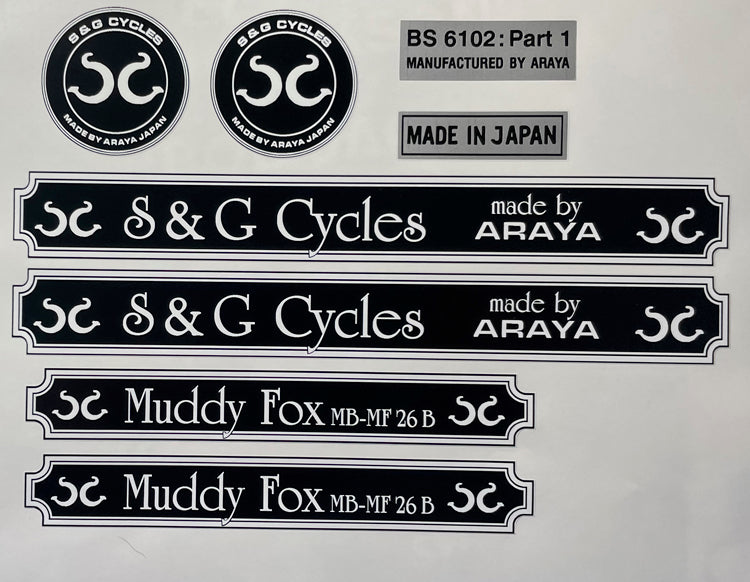 S & G CYCLES
MADE BY ARAYA JAPAN
S & G CYCLES
MADE BY ARAYA JAPAN
BS 6102: Part 1
MANUFACTURED BY ARAYA
MADE IN JAPAN
S & G Cycles made by ARAYA
S & G Cycles made by ARAYA
Muddy Fox MB-MF 26 B
Muddy Fox MB-MF 26 B